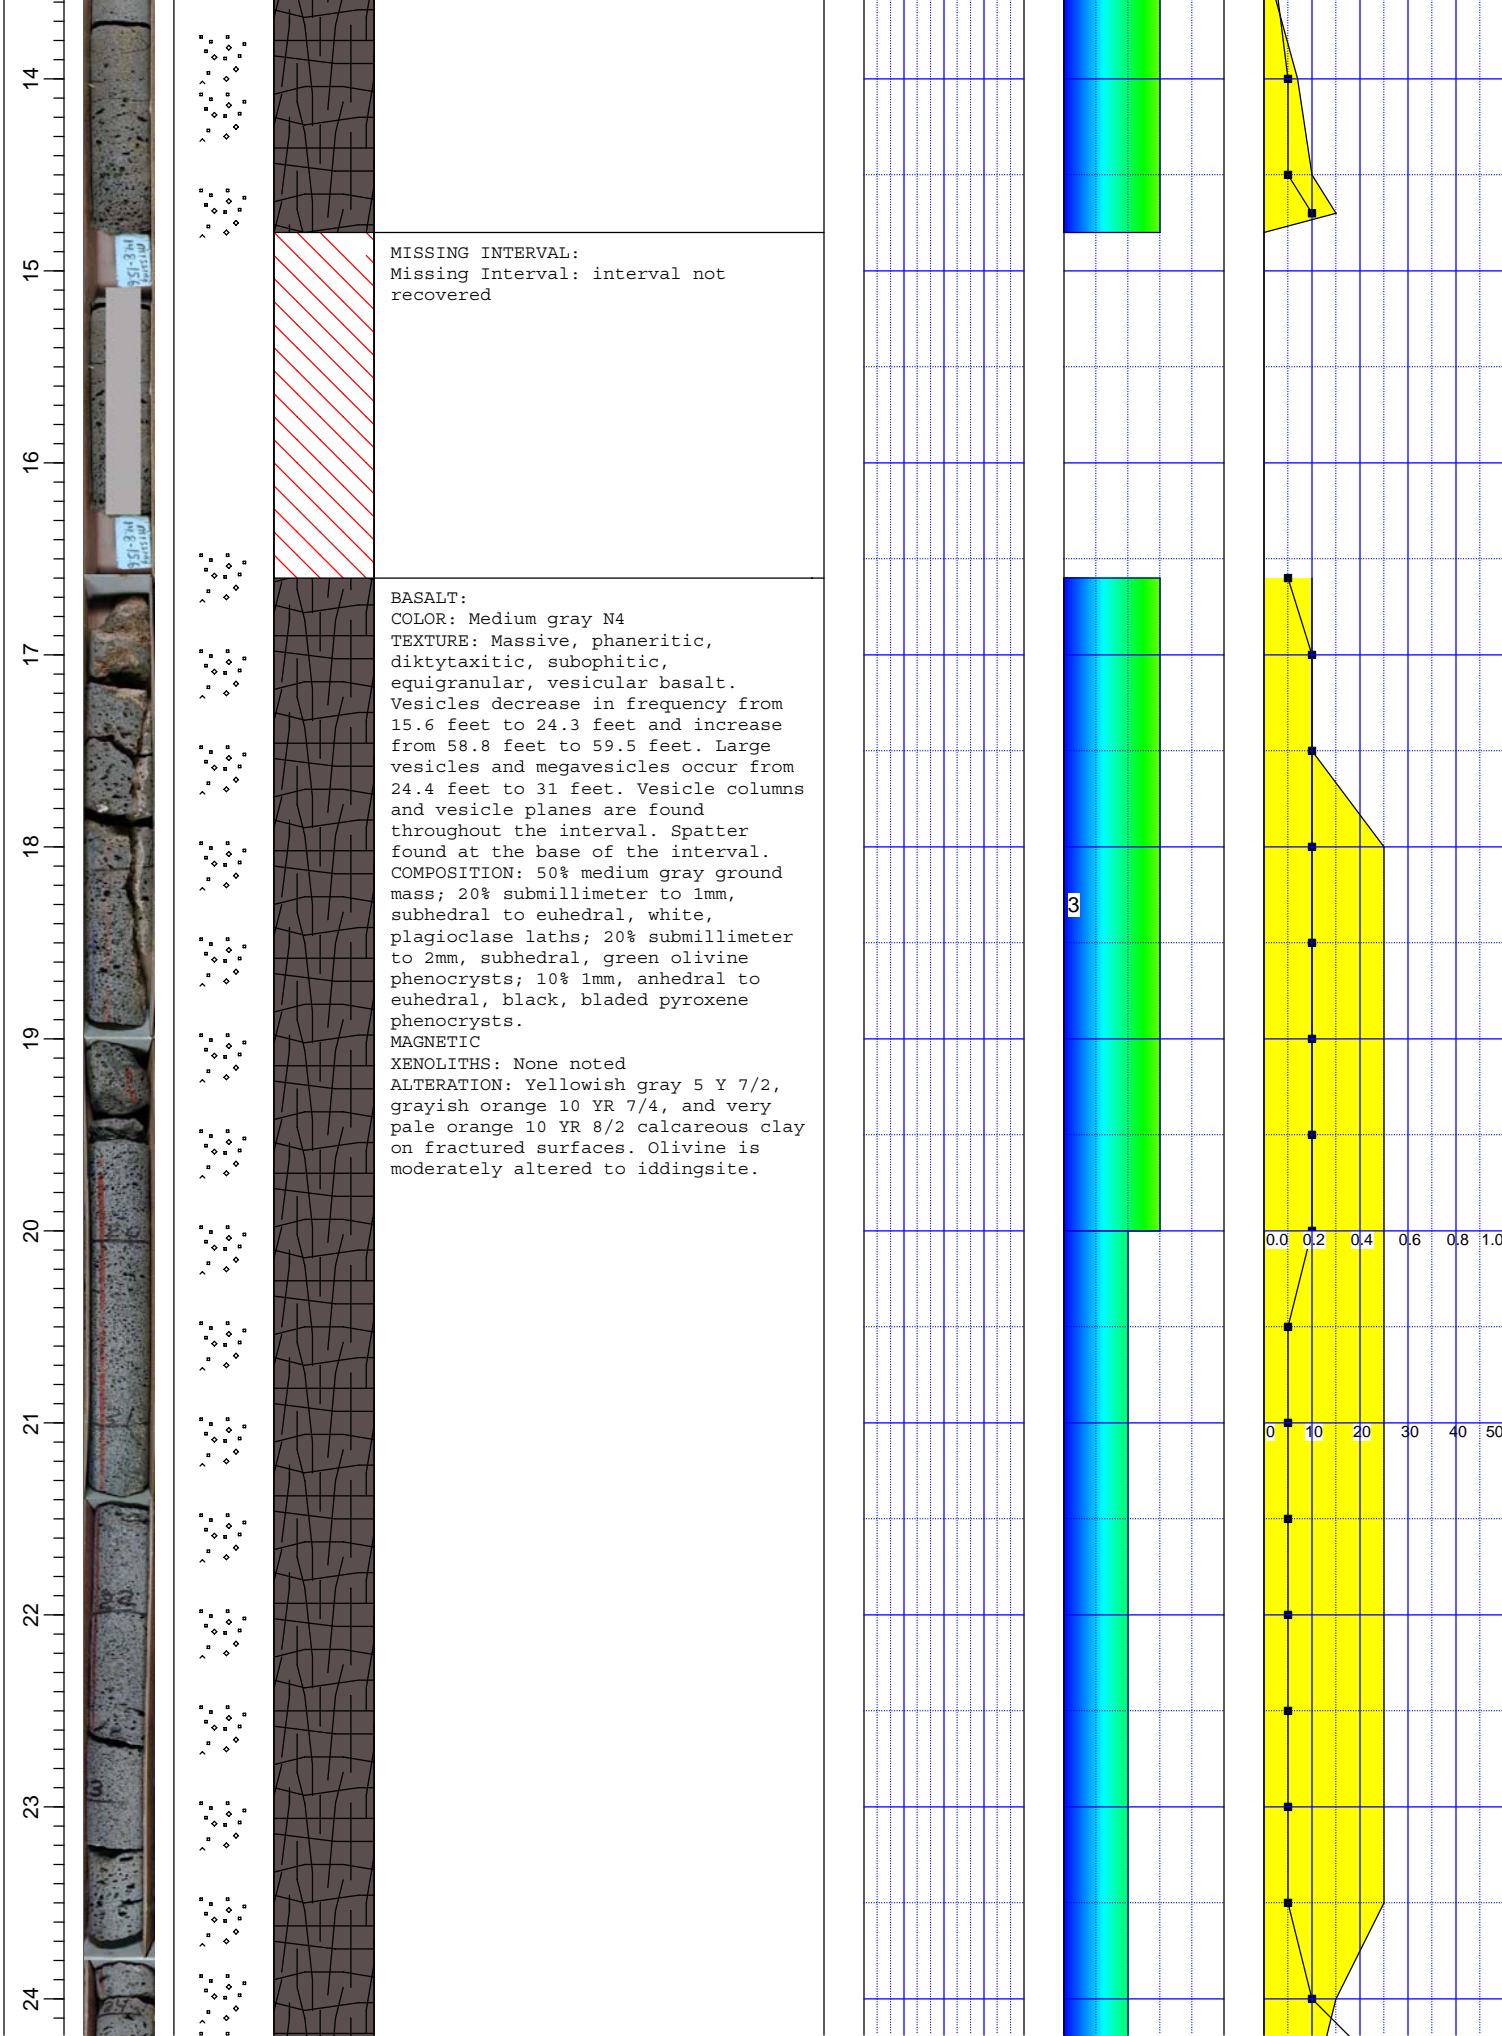 14
MISSING INTERVAL:
Missing Interval: interval not
recovered
15
16
BASALT:
COLOR: Medium gray N4
TEXTURE: Massive, phaneritic,
diktytaxitic, subophitic,
equigranular, vesicular basalt.
Vesicles decrease in frequency from
15.6 feet to 24.3 feet and increase
from 58.8 feet to 59.5 feet. Large
vesicles and megavesicles occur from
24.4 feet to 31 feet. Vesicle columns
and vesicle planes are found
throughout the interval. Spatter
found at the base of the interval.
COMPOSITION: 50% medium gray ground
mass; 20% submillimeter to 1mm,
subhedral to euhedral, white,
plagioclase laths; 20% submillimeter
to 2mm, subhedral, green olivine
phenocrysts; 10% 1mm, anhedral to
euhedral, black, bladed pyroxene
phenocrysts.
MAGNETIC
XENOLITHS: None noted
ALTERATION: Yellowish gray 5 Y 7/2,
grayish orange 10 YR 7/4, and very
pale orange 10 YR 8/2 calcareous clay
on fractured surfaces. Olivine is
moderately altered to iddingsite.
17
18
3
19
20
0.0 0.2 0.4 0.6 0.8 1.0
21
0 10 20 30 40 50
22
23
24